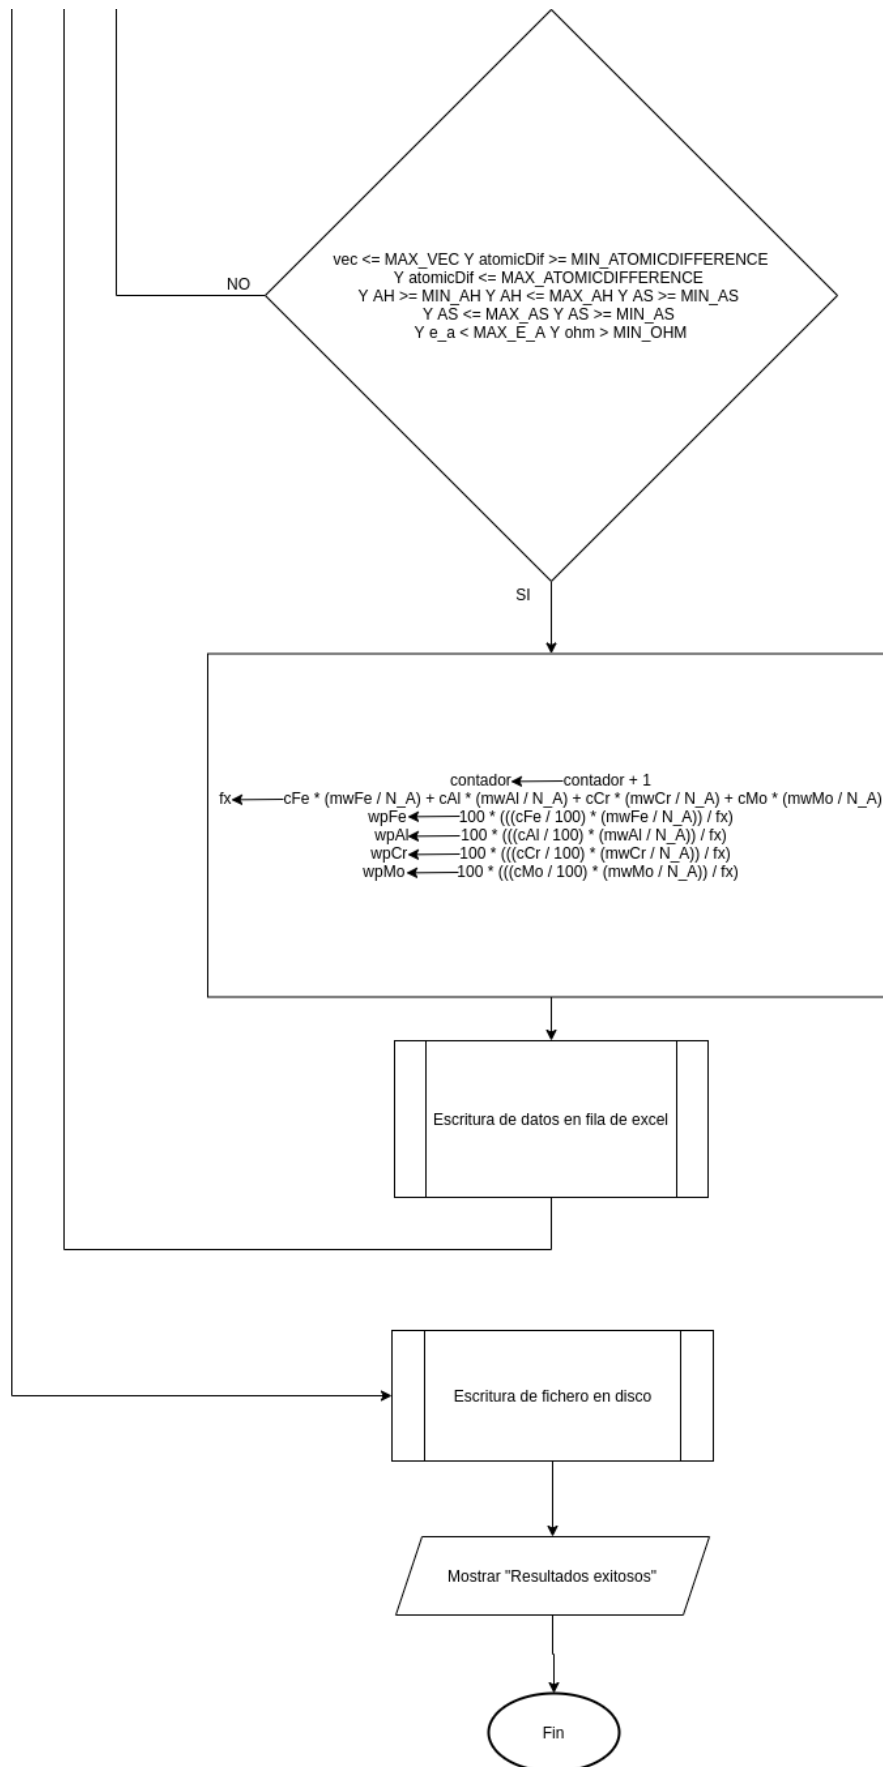 vec <= MAX_VEC Y atomicDif >= MIN_ATOMICDIFFERENCE
Y atomicDif <= MAX_ATOMICDIFFERENCE
Y AH >= MIN_AH Y AH <= MAX_AH Y AS >= MIN_AS
Y AS <= MAX_AS Y AS >= MIN_AS
Y e_a < MAX_E_A Y ohm > MIN_OHM
NO
SI
contador contador + 1
fx cFe * (mwFe / N_A) + cAl * (mwAl / N_A) + cCr * (mwCr / N_A) + cMo * (mwMo / N_A)
wpFe 100 * (((cFe / 100) * (mwFe / N_A)) / fx)
wpAl 100 * (((cAl / 100) * (mwAl / N_A)) / fx)
wpCr 100 * (((cCr / 100) * (mwCr / N_A)) / fx)
wpMo 100 * (((cMo / 100) * (mwMo / N_A)) / fx)
Escritura de datos en fila de excel
Escritura de fichero en disco
Mostrar "Resultados exitosos"
Fin